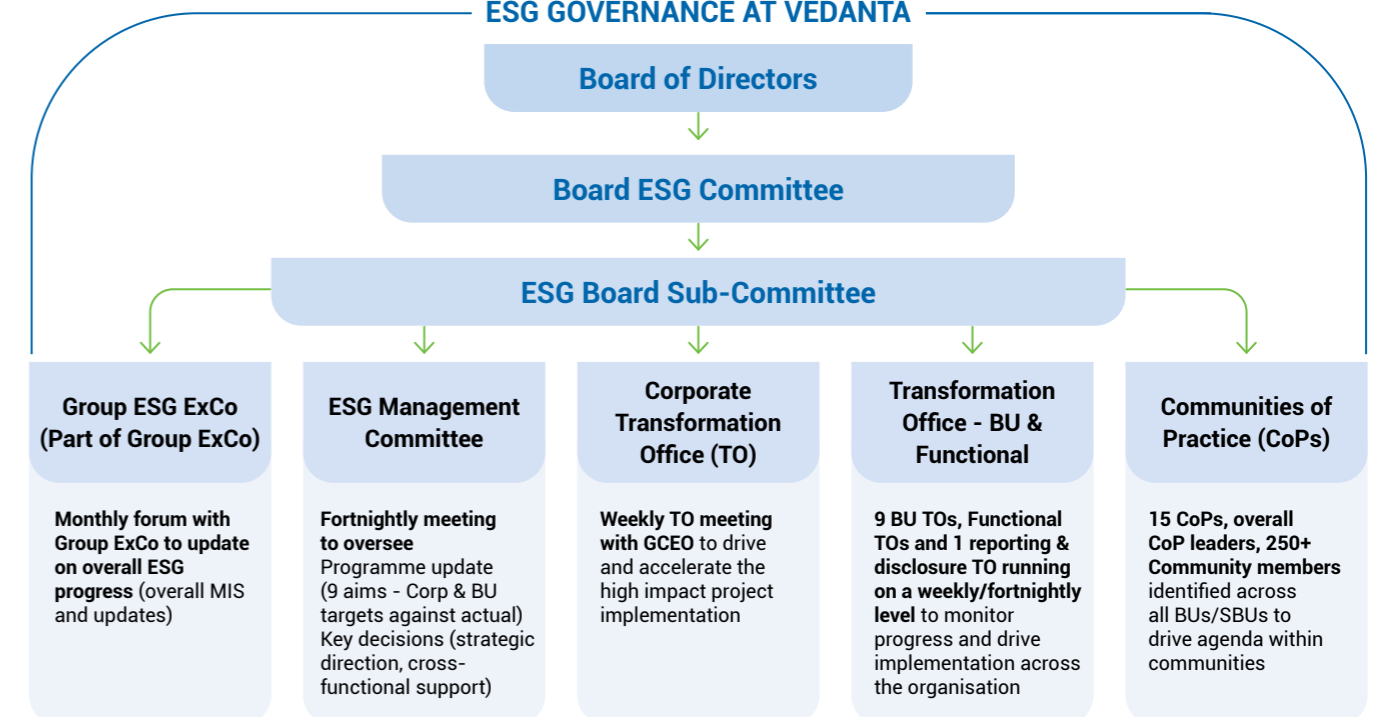 ESG GOVERNANCE AT VEDANTA
Board of Directors
Board ESG Committee
ESG Board Sub-Committee
Group ESG ExCo
(Part of Group ExCo)
Monthly forum with
Group ExCo to update
on overall ESG
progress (overall MIS
and updates)
ESG Management
Committee
Fortnightly meeting
to oversee
Programme update
(9 aims - Corp & BU
targets against actual)
Key decisions (strategic
direction, cross-
functional support)
Corporate
Transformation
Office (TO)
Weekly TO meeting
with GCEO to drive
and accelerate the
high impact project
implementation
Transformation
Office - BU &
Functional
9 BU TOs, Functional
TOs and 1 reporting &
disclosure TO running
on a weekly/fortnightly
level to monitor
progress and drive
implementation across
the organisation
Communities of
Practice (CoPs)
15 CoPs, overall
CoP leaders, 250+
Community members
identified across
all BUs/SBUs to
drive agenda within
communities